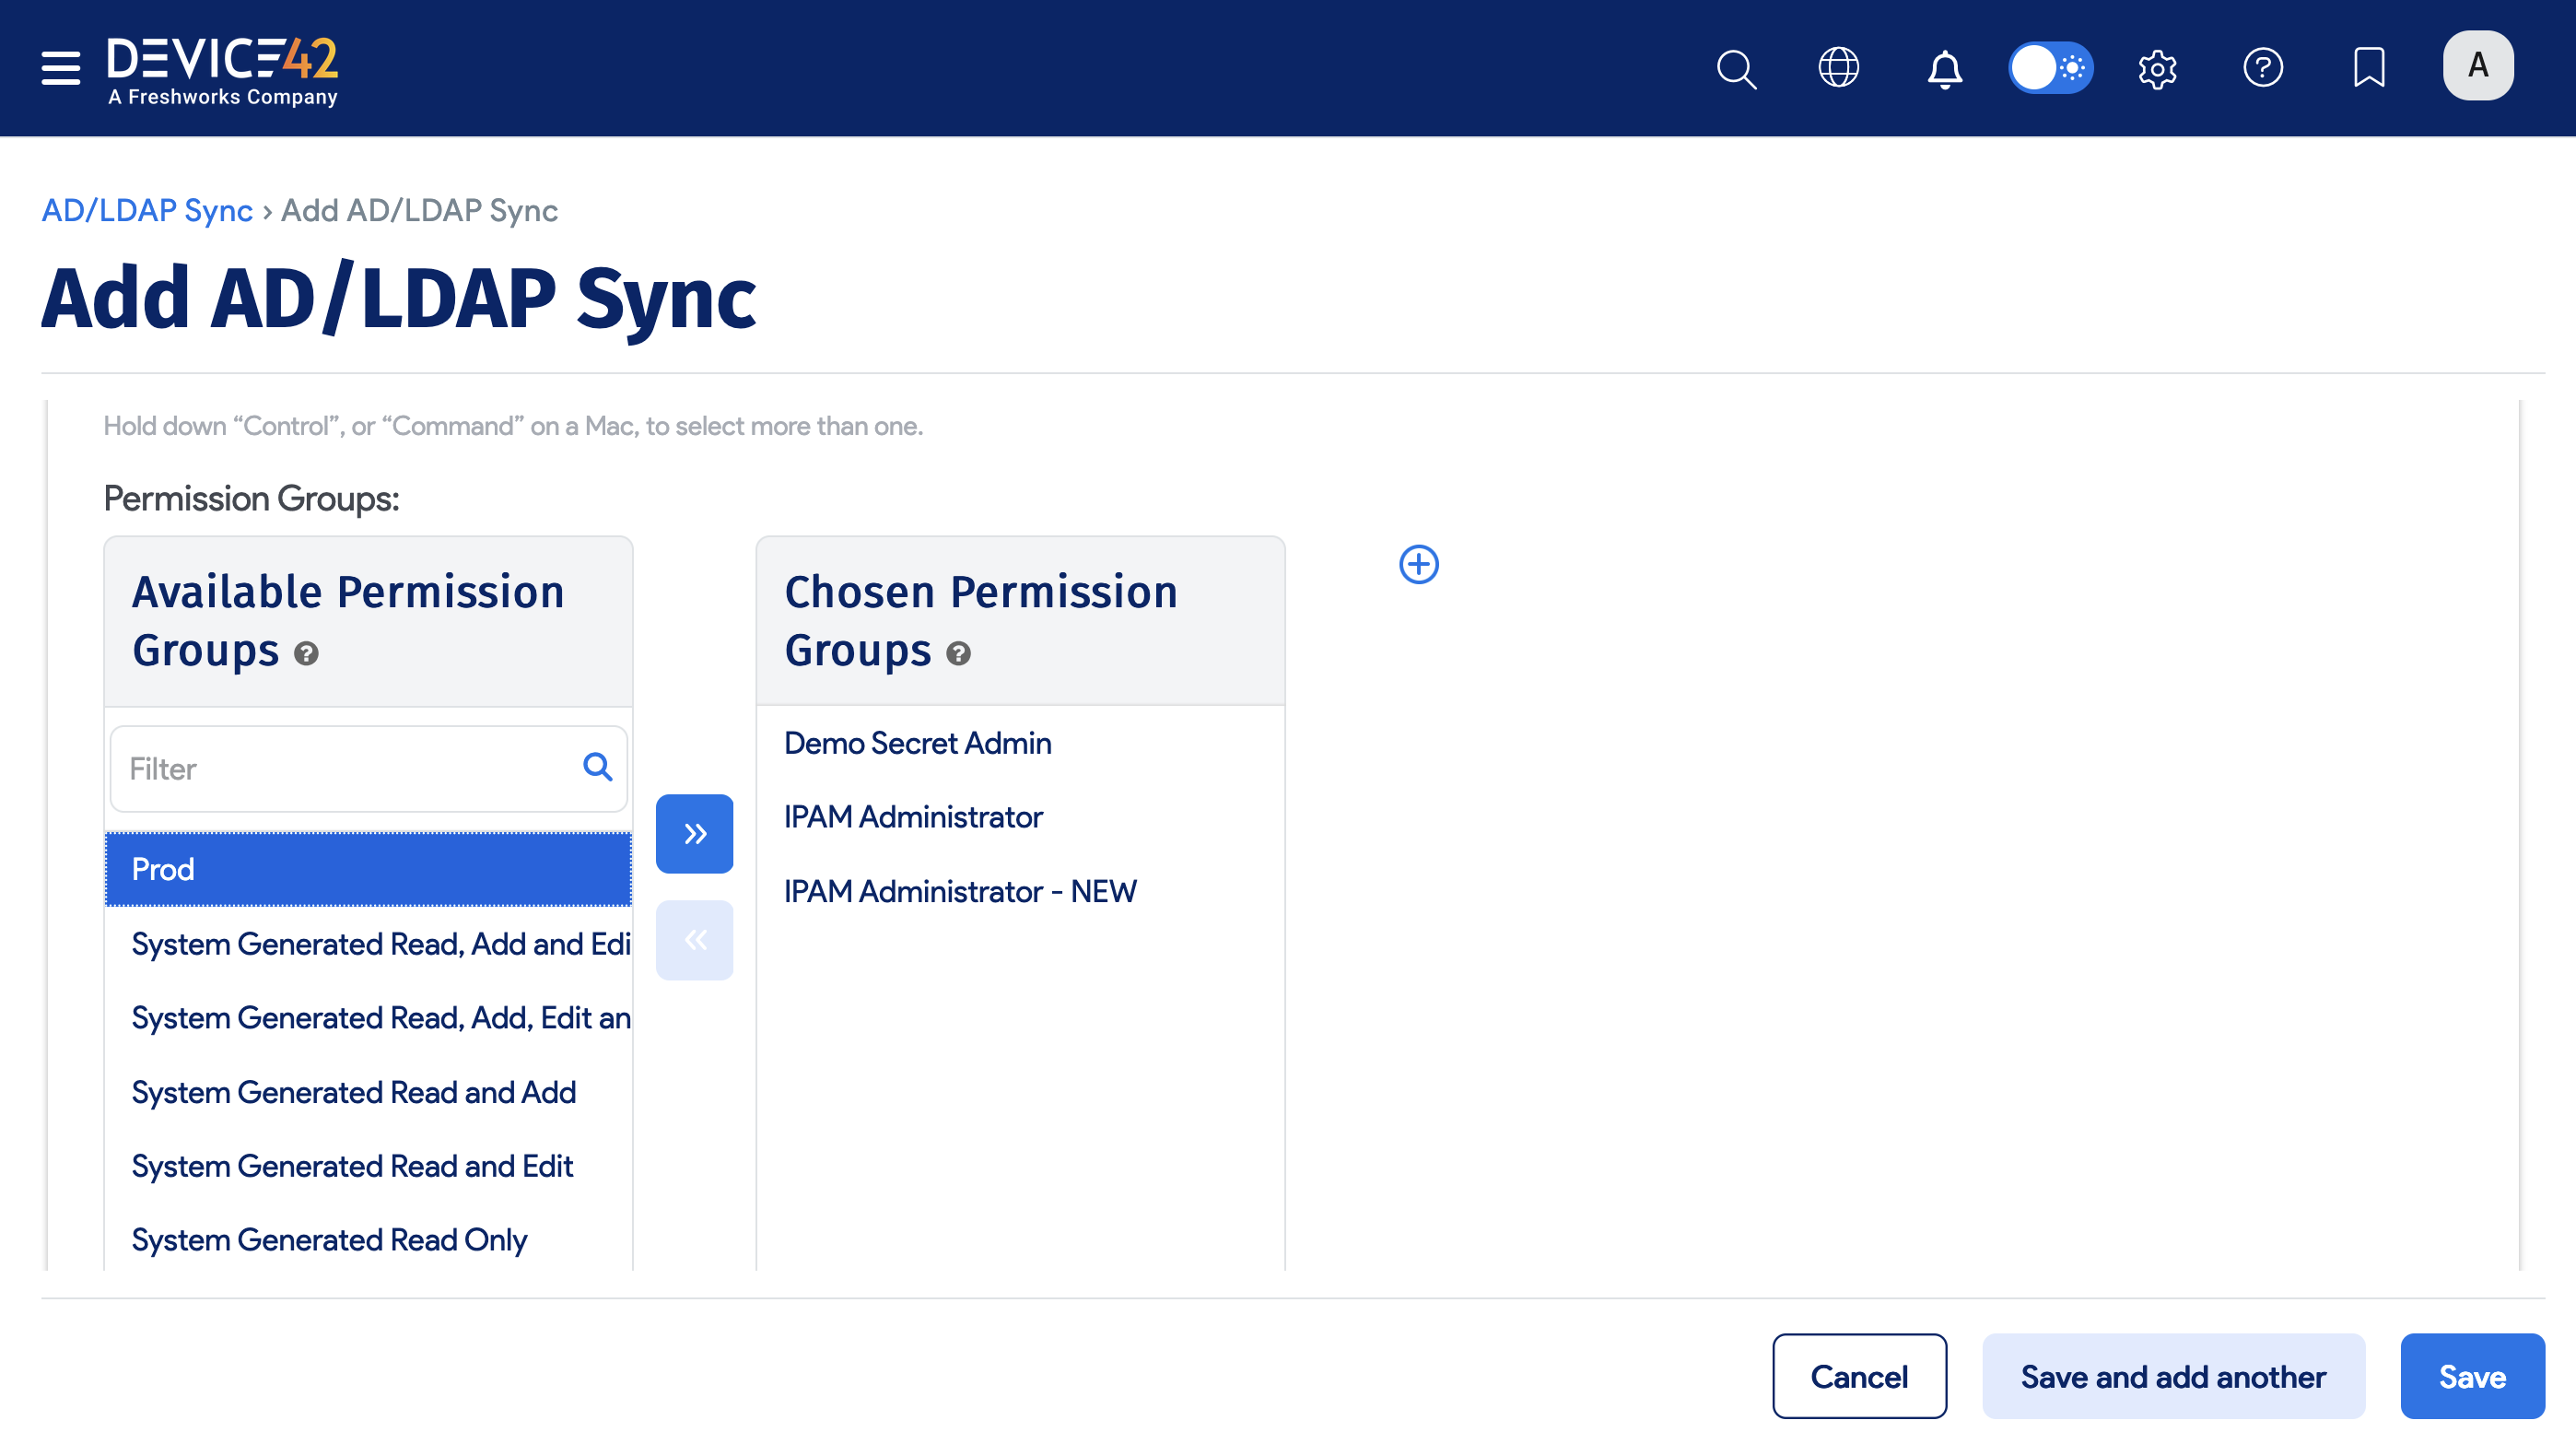 DEVICE42
A Freshworks Company
A
AD/LDAP Sync › Add AD/LDAP Sync
Add AD/LDAP Sync
Hold down “Control”, or “Command” on a Mac, to select more than one.
Permission Groups:
Available Permission
Groups ?
Filter
Prod
System Generated Read, Add and Edi
System Generated Read, Add, Edit an
System Generated Read and Add
System Generated Read and Edit
System Generated Read Only
Chosen Permission
Groups ?
Demo Secret Admin
IPAM Administrator
IPAM Administrator - NEW
Cancel
Save and add another
Save